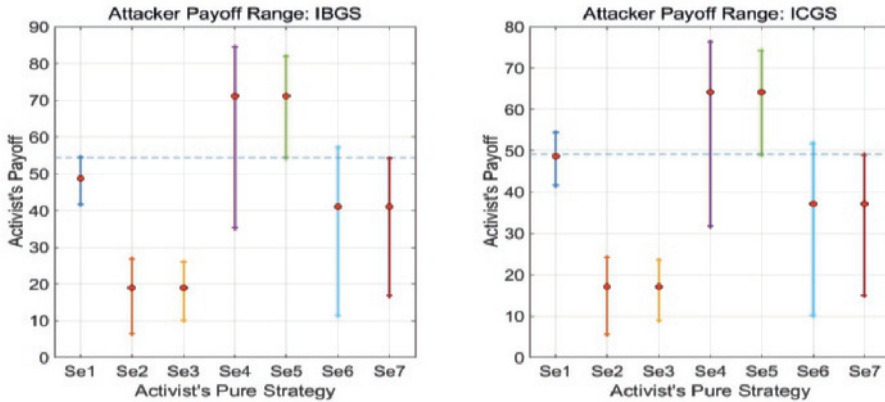 Attacker Payoff Range: IBGS
Activist's Payoff
90
80
70
60
50
40
30
20
10
0
Se1 Se2 Se3 Se4 Se5 Se6 Se7
Activist's Pure Strategy
Attacker Payoff Range: ICGS
Activist's Payoff
80
70
60
50
40
30
20
10
0
Se1 Se2 Se3 Se4 Se5 Se6 Se7
Activist's Pure Strategy